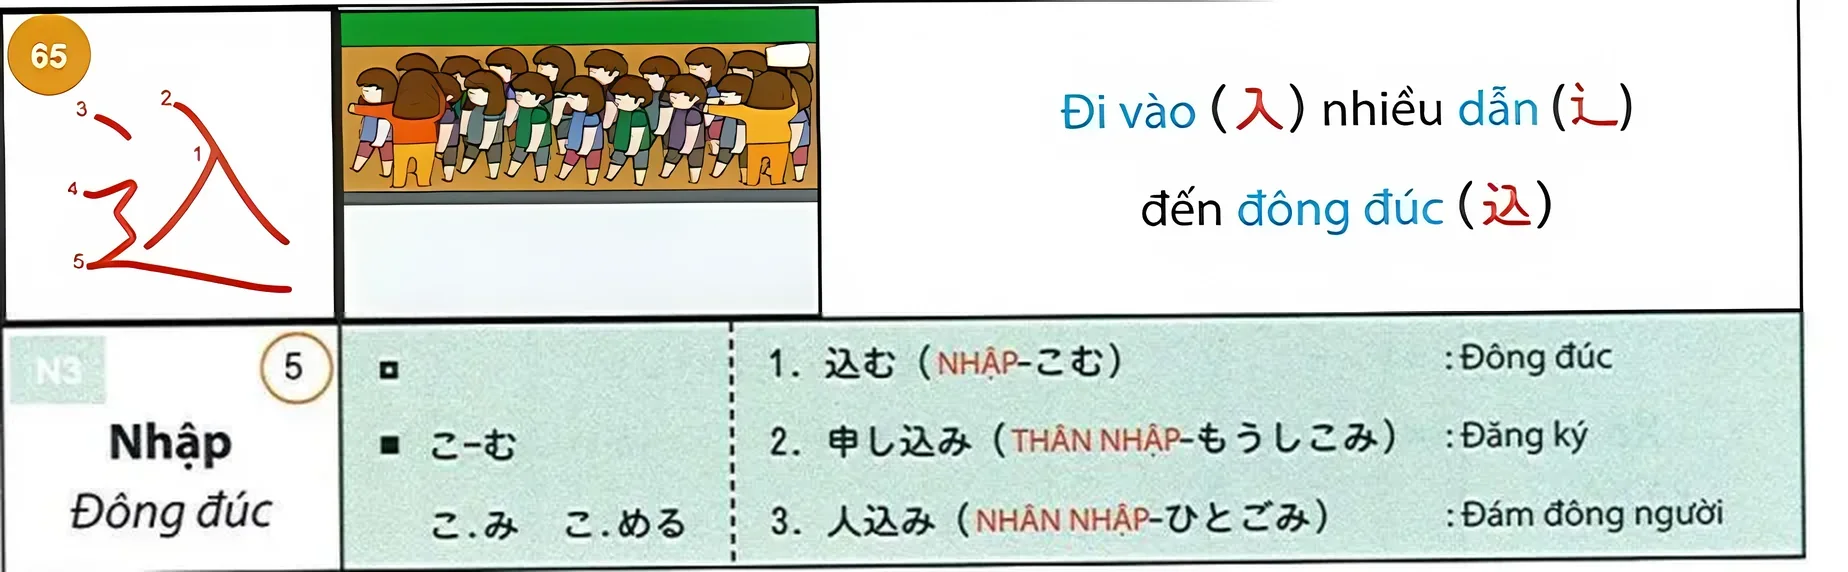 65
3
2
1
4
5
Đi vào (入) nhiều dẫn (辶)
đến đông đúc (込)
N3
5
Nhập
Đông đúc
こ-む
こ.み こ.める
1. 込む (NHẬP-こむ) : Đông đúc
2. 申し込み (THÂN NHẬP-もうしこみ) : Đăng ký
3. 人込み (NHÂN NHẬP-ひとごみ) : Đám đông người